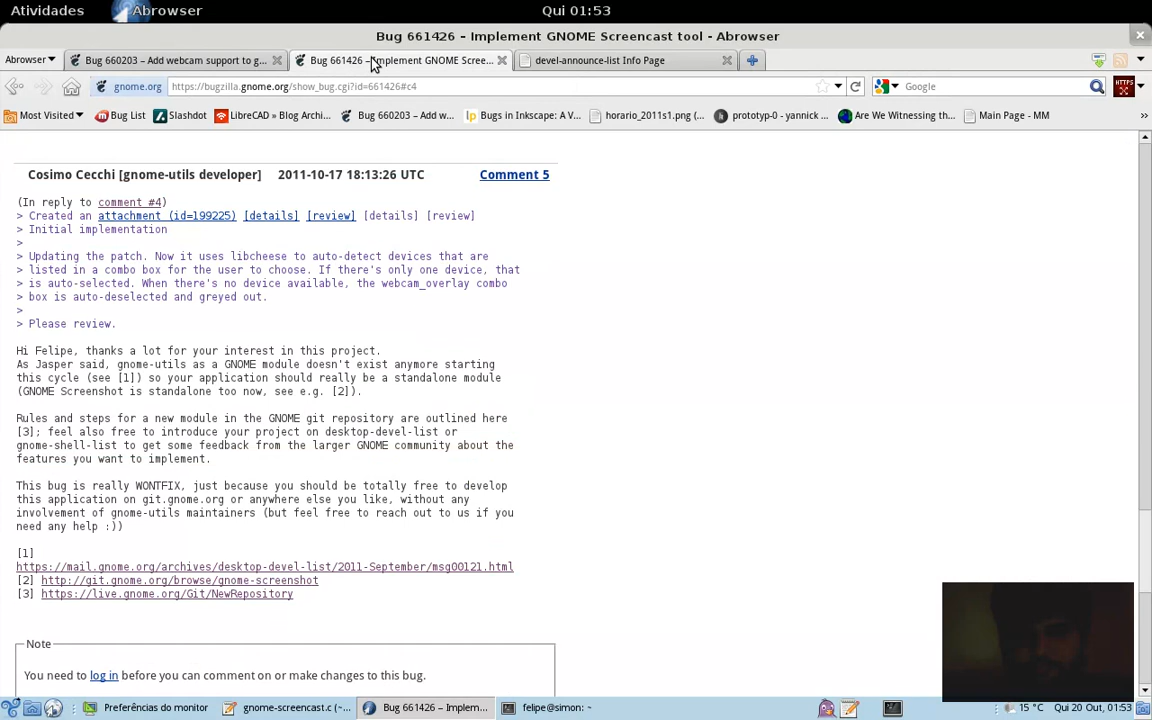 Atividades
Abrowser
Qui 01:53
Bug 661426 – Implement GNOME Screencast tool - Abrowser
Abrowser
Bug 660203 – Add webcam support to g...
Bug 661426 – Implement GNOME Scree...
devel-announce-list Info Page
gnome.org
https://bugzilla.gnome.org/show_bug.cgi?id=661426#c4
Google
HTTPS
Most Visited
Bug List
Slashdot
LibreCAD » Blog Archi...
Bug 660203 – Add w...
Bugs in Inkscape: A V...
horario_2011s1.png (...
prototyp-0 - yannick ...
Are We Witnessing th...
Main Page - MM
Cosimo Cecchi [gnome-utils developer] 2011-10-17 18:13:26 UTC Comment 5
(In reply to comment #4)
> Created an attachment (id=199225) [details] [review] [details] [review]
> Initial implementation
>
> Updating the patch. Now it uses libcheese to auto-detect devices that are
> listed in a combo box for the user to choose. If there's only one device, that
> is auto-selected. When there's no device available, the webcam_overlay combo
> box is auto-deselected and greyed out.
>
> Please review.
Hi Felipe, thanks a lot for your interest in this project.
As Jasper said, gnome-utils as a GNOME module doesn't exist anymore starting
this cycle (see [1]) so your application should really be a standalone module
(GNOME Screenshot is standalone too now, see e.g. [2]).
Rules and steps for a new module in the GNOME git repository are outlined here
[3]; feel also free to introduce your project on desktop-devel-list or
gnome-shell-list to get some feedback from the larger GNOME community about the
features you want to implement.
This bug is really WONTFIX, just because you should be totally free to develop
this application on git.gnome.org or anywhere else you like, without any
involvement of gnome-utils maintainers (but feel free to reach out to us if you
need any help :))
[1]
https://mail.gnome.org/archives/desktop-devel-list/2011-September/msg00121.html
[2] http://git.gnome.org/browse/gnome-screenshot
[3] https://live.gnome.org/Git/NewRepository
Note
You need to log in before you can comment on or make changes to this bug.
Preferências do monitor
gnome-screencast.c (~...
Bug 661426 – Implem...
felipe@simon: ~
15 °C
Qui 20 Out, 01:53